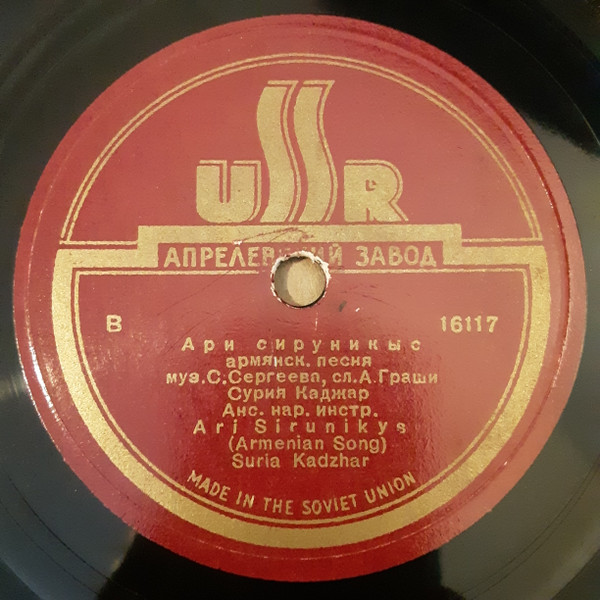 USSR
АПРЕЛЕВСКИЙ ЗАВОД
В 16117
Ари сируникыс
армянск. песня
муз. С. Сергеева, сл. А. Граши
Сурия Каджар
Анс. нар. инстр.
Ari Sirunikys
(Armenian Song)
Suria Kadzhar
MADE IN THE SOVIET UNION